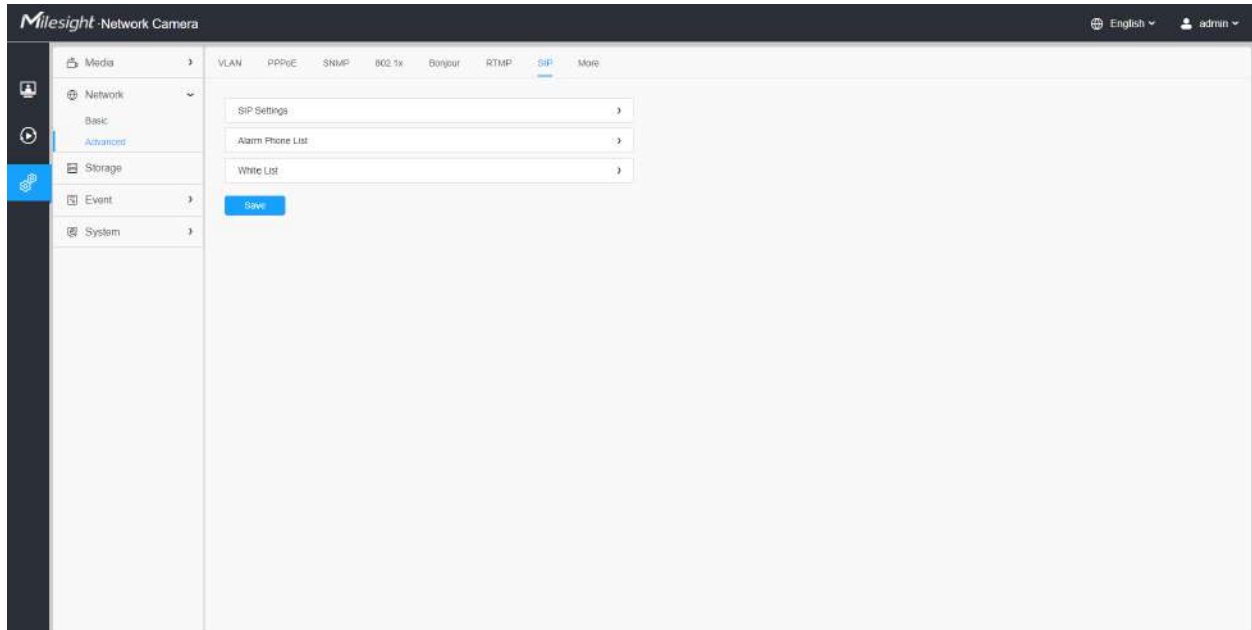 Milesight Network Camera
English
admin
Media
Network
Basic
Advanced
Storage
Event
System
VLAN PPPoE SNMP 802.1x Bonjour RTMP SIP More
SIP Settings
Alarm Phone List
White List
Save